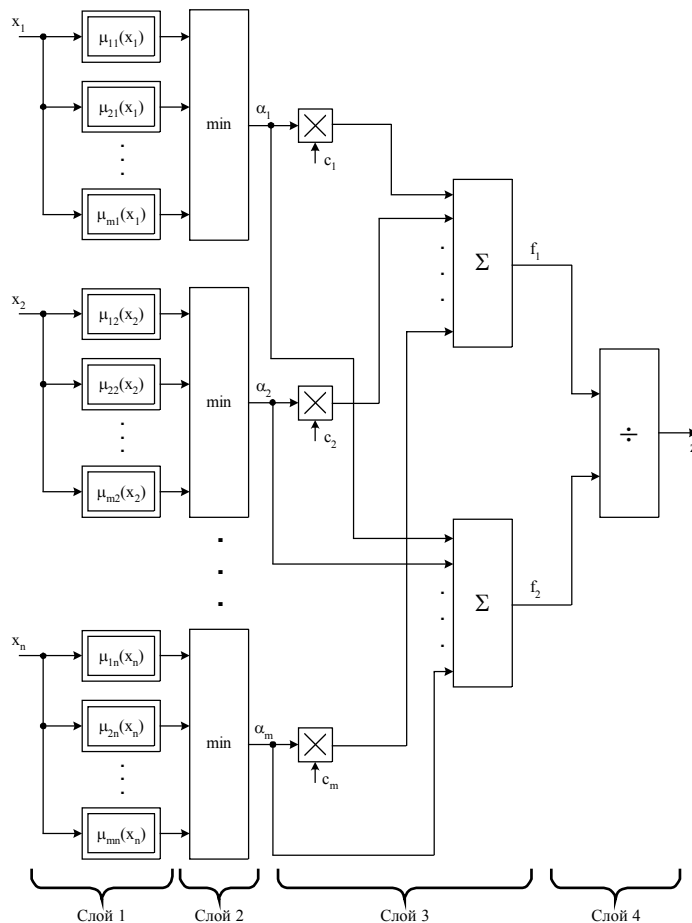 x₁
μ₁₁(x₁)
μ₂₁(x₁)
μₘ₁(x₁)
min
α₁
c₁
Σ
f₁
x₂
μ₁₂(x₂)
μ₂₂(x₂)
μₘ₂(x₂)
min
α₂
c₂
÷
Σ
f₂
xₙ
μ₁ₙ(xₙ)
μ₂ₙ(xₙ)
μₘₙ(xₙ)
min
αₘ
cₘ
Слой 1 Слой 2 Слой 3 Слой 4